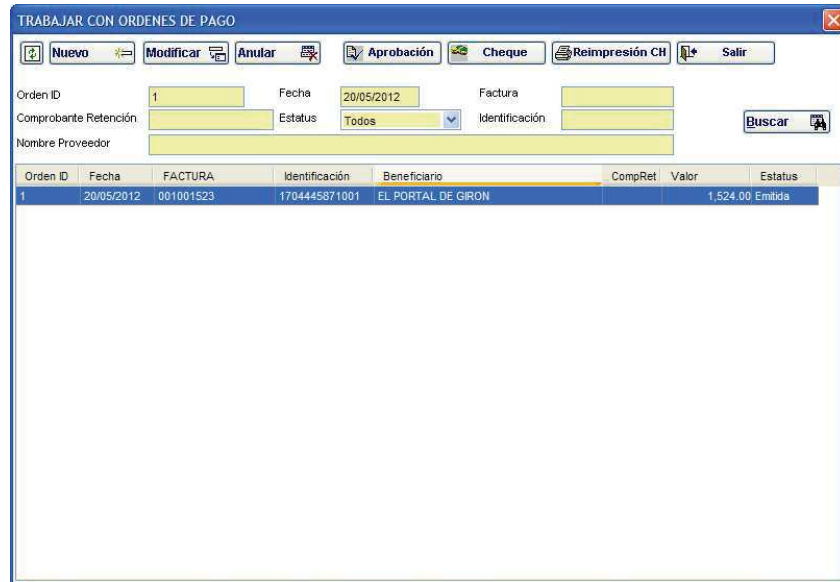 TRABAJAR CON ORDENES DE PAGO
Nuevo Modificar Anular Aprobación Cheque Reimpresión CH Salir
Orden ID 1 Fecha 20/05/2012 Factura
Comprobante Retención Estatus Todos Identificación Buscar
Nombre Proveedor
Orden ID Fecha FACTURA Identificación Beneficiario CompRet Valor Estatus
1 20/05/2012 001001523 1704445871001 EL PORTAL DE GIRON 1,524.00 Emitida